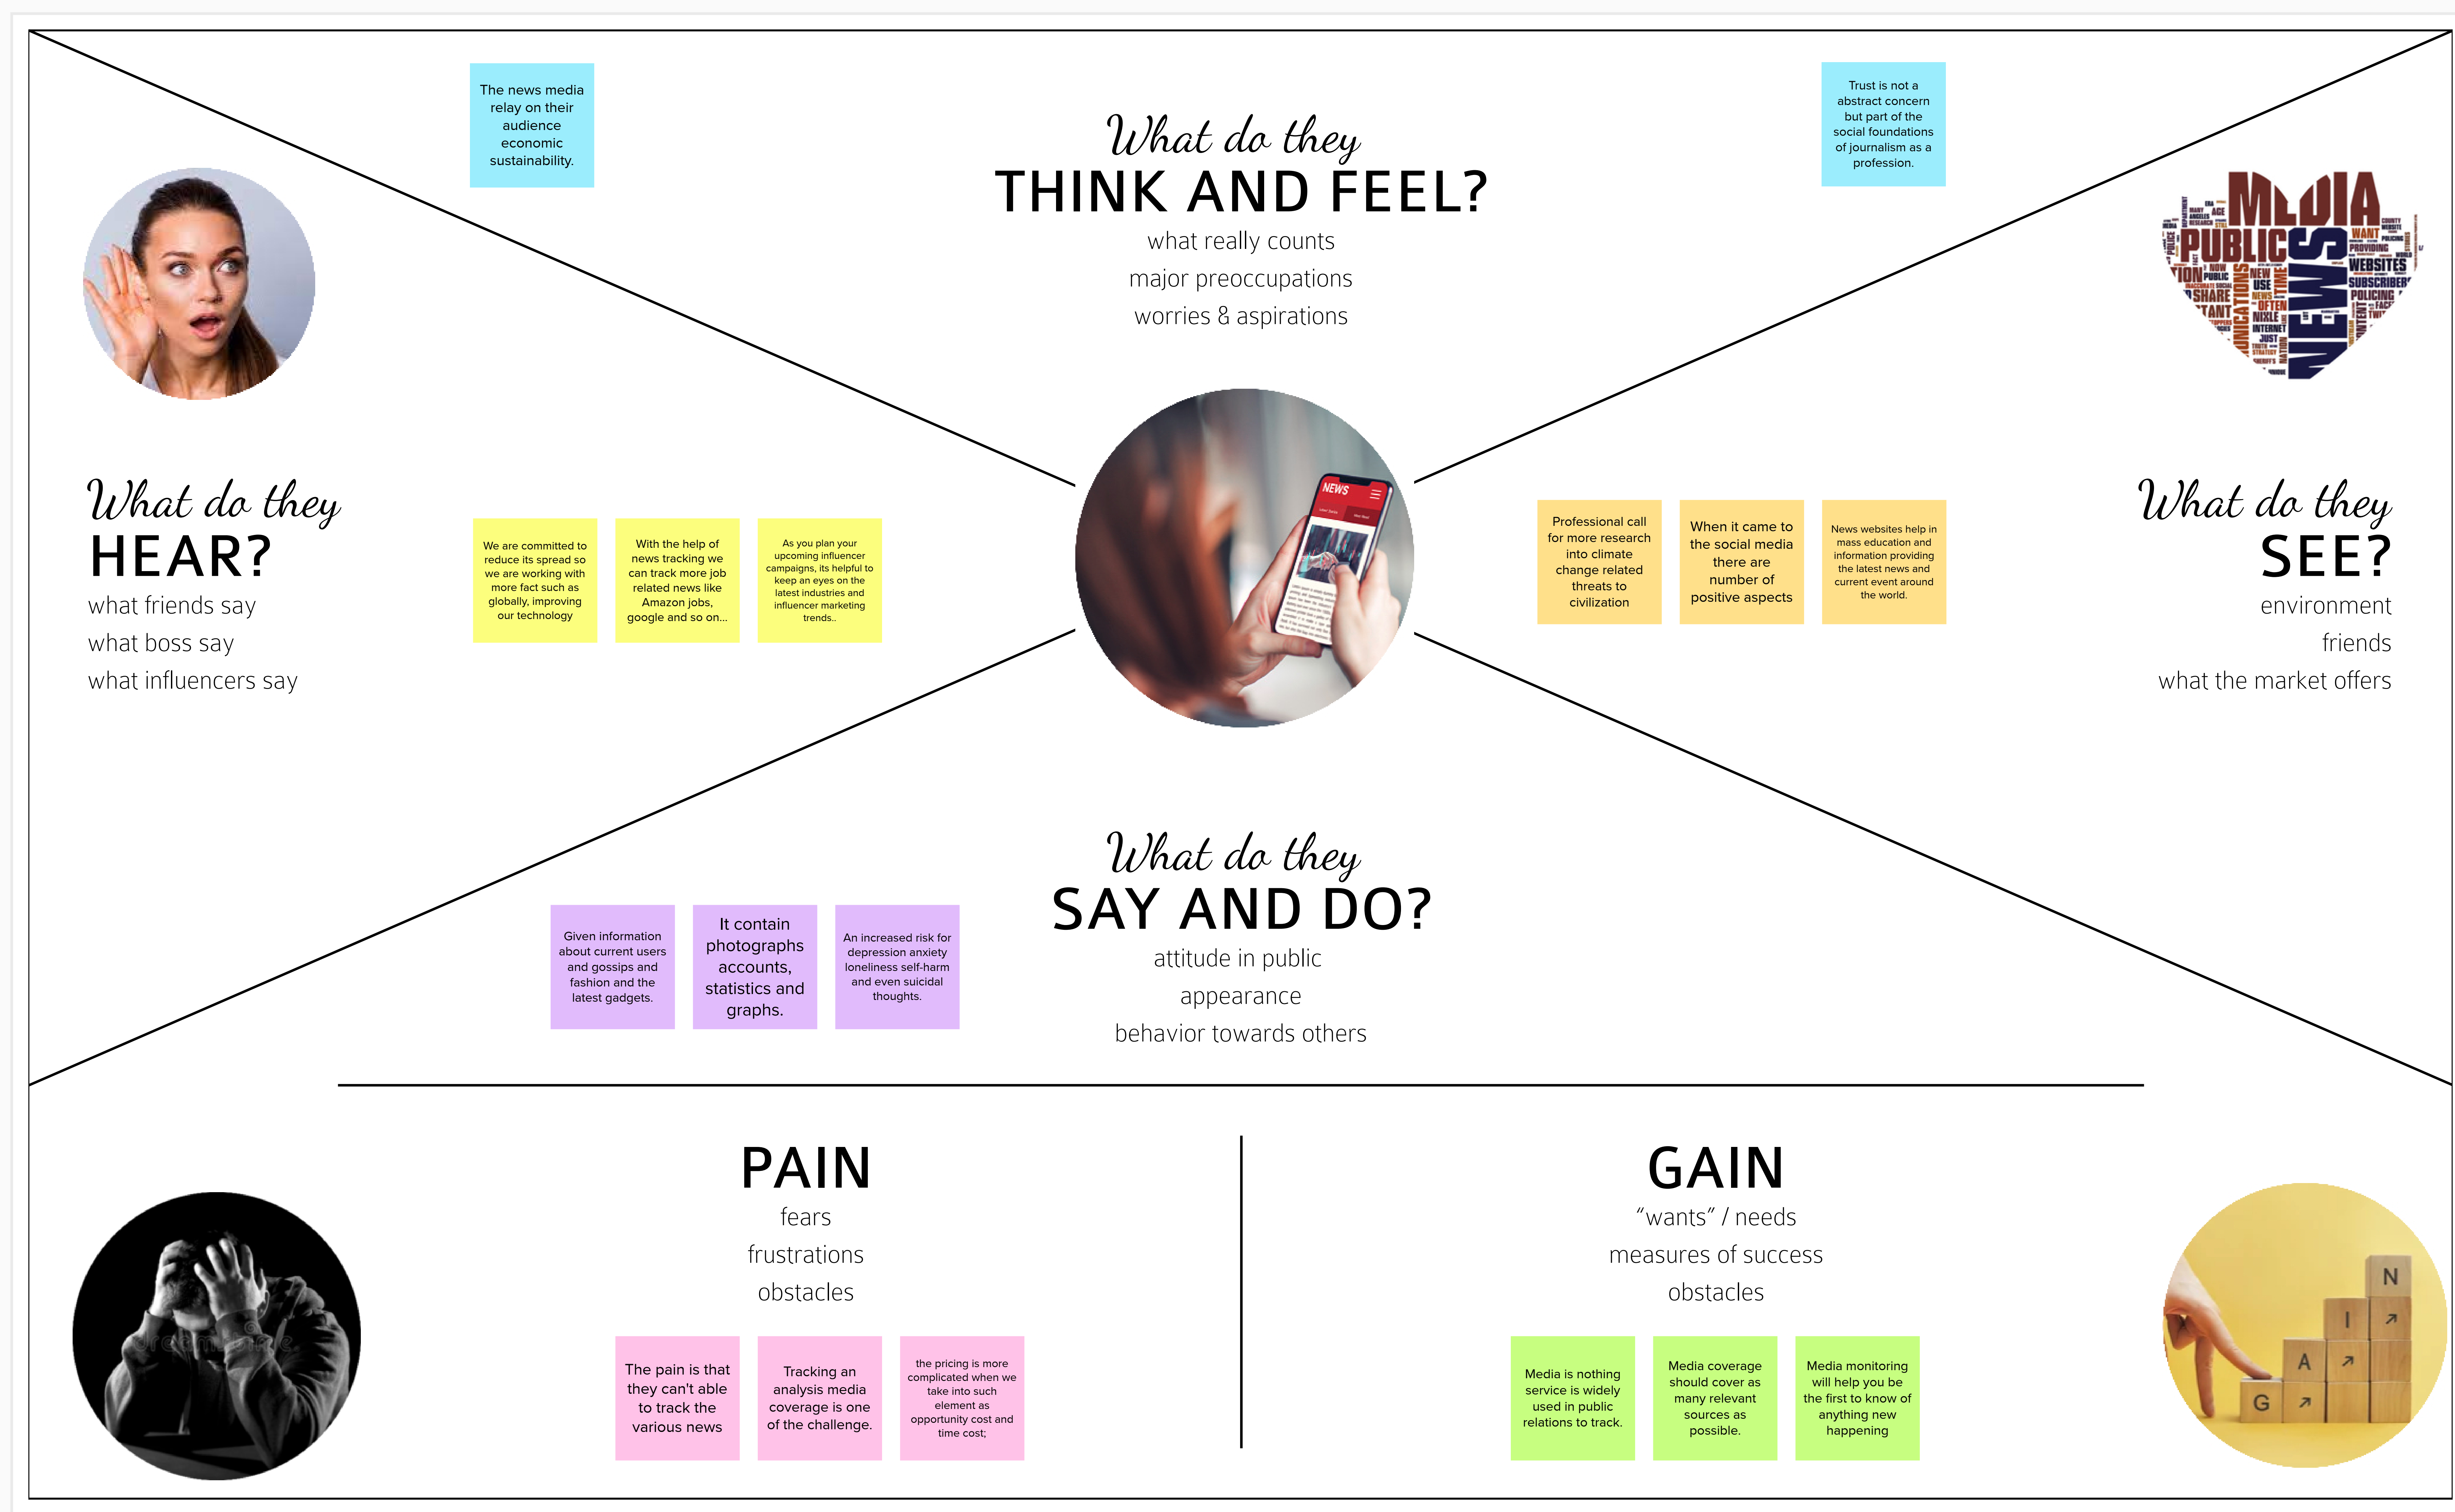 The news media
relay on their
audience
economic
sustainability.
What do they
THINK AND FEEL?
what really counts
major preoccupations
worries & aspirations
Trust is not a
abstract concern
but part of the
social foundations
of journalism as a
profession.
MEDIA
PUBLIC
NEWS
WANT
PROVIDING
WEBSITES
SUBSCRIBER
POLICING
SHARE
NEW
USE
TIME
OFTEN
NIXLE
INTERNET
JUST
What do they
HEAR?
what friends say
what boss say
what influencers say
We are committed to
reduce its spread so
we are working with
more fact such as
globally, improving
our technology
With the help of
news tracking we
can track more job
related news like
Amazon jobs,
google and so on...
As you plan your
upcoming influencer
campaigns, its helpful to
keep an eyes on the
latest industries and
influencer marketing
trends..
NEWS
Professional call
for more research
into climate
change related
threats to
civilization
When it came to
the social media
there are
number of
positive aspects
News websites help in
mass education and
information providing
the latest news and
current event around
the world.
What do they
SEE?
environment
friends
what the market offers
What do they
SAY AND DO?
attitude in public
appearance
behavior towards others
Given information
about current users
and gossips and
fashion and the
latest gadgets.
It contain
photographs
accounts,
statistics and
graphs.
An increased risk for
depression anxiety
loneliness self-harm
and even suicidal
thoughts.
PAIN
fears
frustrations
obstacles
The pain is that
they can't able
to track the
various news
Tracking an
analysis media
coverage is one
of the challenge.
the pricing is more
complicated when we
take into such
element as
opportunity cost and
time cost;
GAIN
“wants” / needs
measures of success
obstacles
Media is nothing
service is widely
used in public
relations to track.
Media coverage
should cover as
many relevant
sources as
possible.
Media monitoring
will help you be
the first to know of
anything new
happening
G A I N